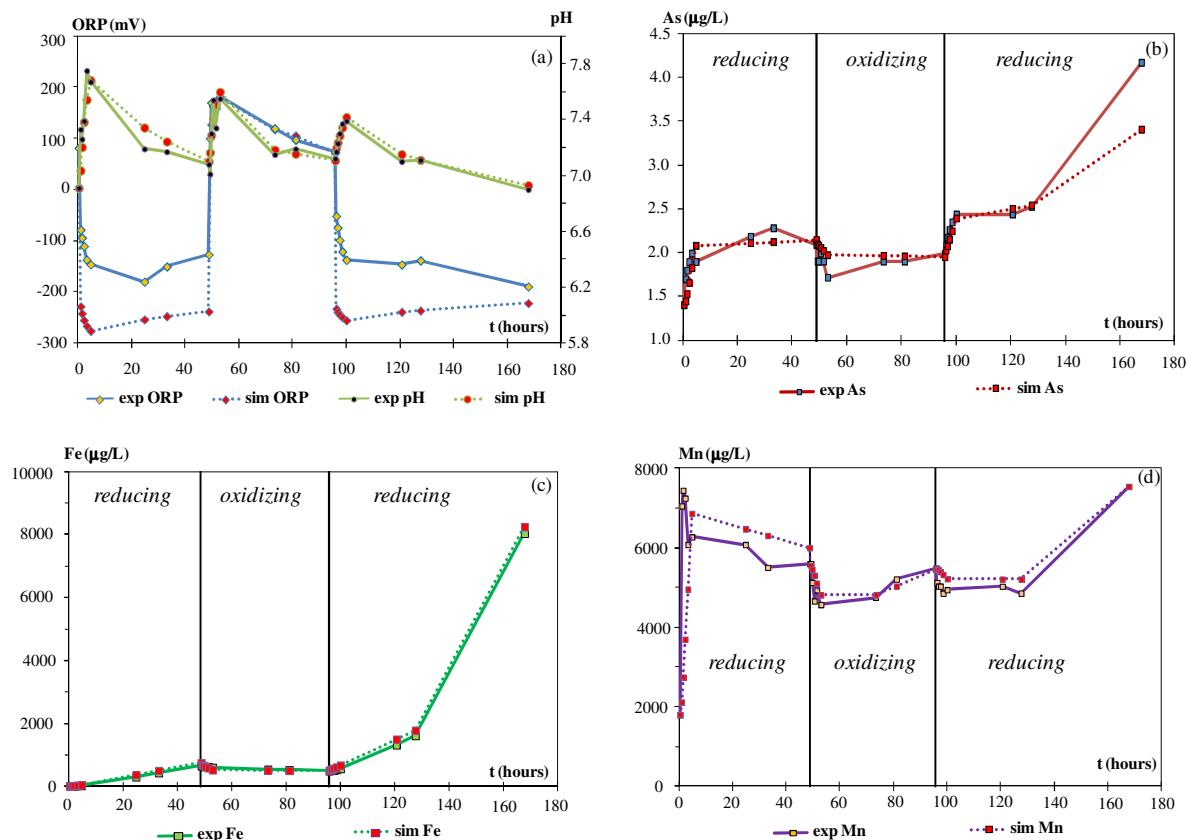 ORP (mV)
pH
300
200
100
0
-100
-200
-300
7.8
7.4
7.0
6.6
6.2
5.8
(a)
t (hours)
0 20 40 60 80 100 120 140 160 180
exp ORP sim ORP exp pH sim pH
As (µg/L)
4.5
4.0
3.5
3.0
2.5
2.0
1.5
1.0
reducing oxidizing reducing
(b)
t (hours)
0 20 40 60 80 100 120 140 160 180
exp As sim As
Fe (µg/L)
10000
8000
6000
4000
2000
0
reducing oxidizing reducing
(c)
t (hours)
0 20 40 60 80 100 120 140 160 180
exp Fe sim Fe
Mn (µg/L)
8000
6000
4000
2000
0
(d)
reducing oxidizing reducing
t (hours)
0 20 40 60 80 100 120 140 160 180
exp Mn sim Mn